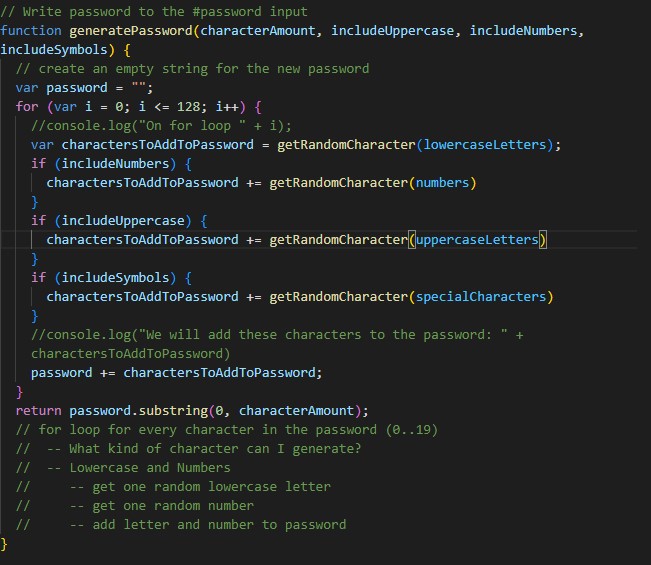 // Write password to the #password input
function generatePassword(characterAmount, includeUppercase, includeNumbers,
includeSymbols) {
  // create an empty string for the new password
  var password = "";
  for (var i = 0; i <= 128; i++) {
    //console.log("On for loop " + i);
    var charactersToAddToPassword = getRandomCharacter(lowercaseLetters);
    if (includeNumbers) {
      charactersToAddToPassword += getRandomCharacter(numbers)
    }
    if (includeUppercase) {
      charactersToAddToPassword += getRandomCharacter(uppercaseLetters)
    }
    if (includeSymbols) {
      charactersToAddToPassword += getRandomCharacter(specialCharacters)
    }
    //console.log("We will add these characters to the password: " +
    charactersToAddToPassword)
    password += charactersToAddToPassword;
  }
  return password.substring(0, characterAmount);
  // for loop for every character in the password (0..19)
  //  -- What kind of character can I generate?
  //  -- Lowercase and Numbers
  //     -- get one random lowercase letter
  //     -- get one random number
  //     -- add letter and number to password
}